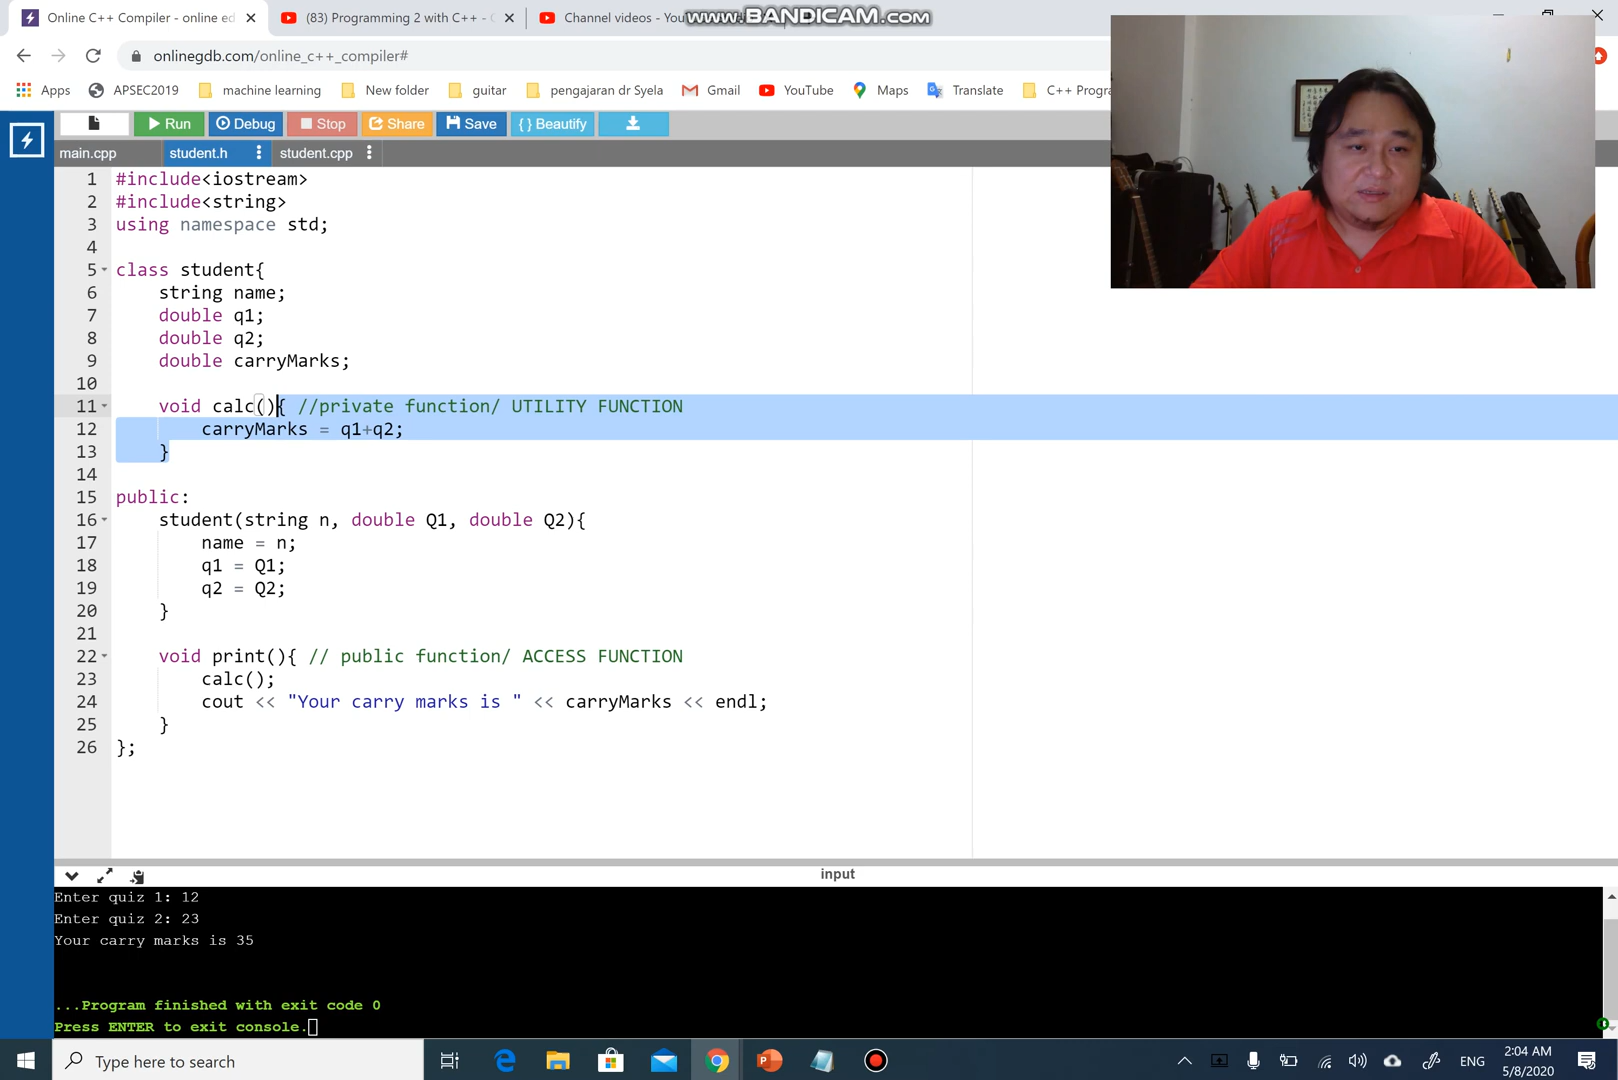 Online C++ Compiler - online ed
(83) Programming 2 with C++ -
Channel videos - You
www.BANDICAM.com
onlinegdb.com/online_c++_compiler#
Apps
APSEC2019
machine learning
New folder
guitar
pengajaran dr Syela
Gmail
YouTube
Maps
Translate
C++ Progra
Run
Debug
Stop
Share
Save
{ } Beautify
main.cpp
student.h
student.cpp
1 #include<iostream>
2 #include<string>
3 using namespace std;
4
5 class student{
6 string name;
7 double q1;
8 double q2;
9 double carryMarks;
10
11 void calc(){ //private function/ UTILITY FUNCTION
12 carryMarks = q1+q2;
13 }
14
15 public:
16 student(string n, double Q1, double Q2){
17 name = n;
18 q1 = Q1;
19 q2 = Q2;
20 }
21
22 void print(){ // public function/ ACCESS FUNCTION
23 calc();
24 cout << "Your carry marks is " << carryMarks << endl;
25 }
26 };
input
Enter quiz 1: 12
Enter quiz 2: 23
Your carry marks is 35
...Program finished with exit code 0
Press ENTER to exit console.
Type here to search
ENG
2:04 AM
5/8/2020